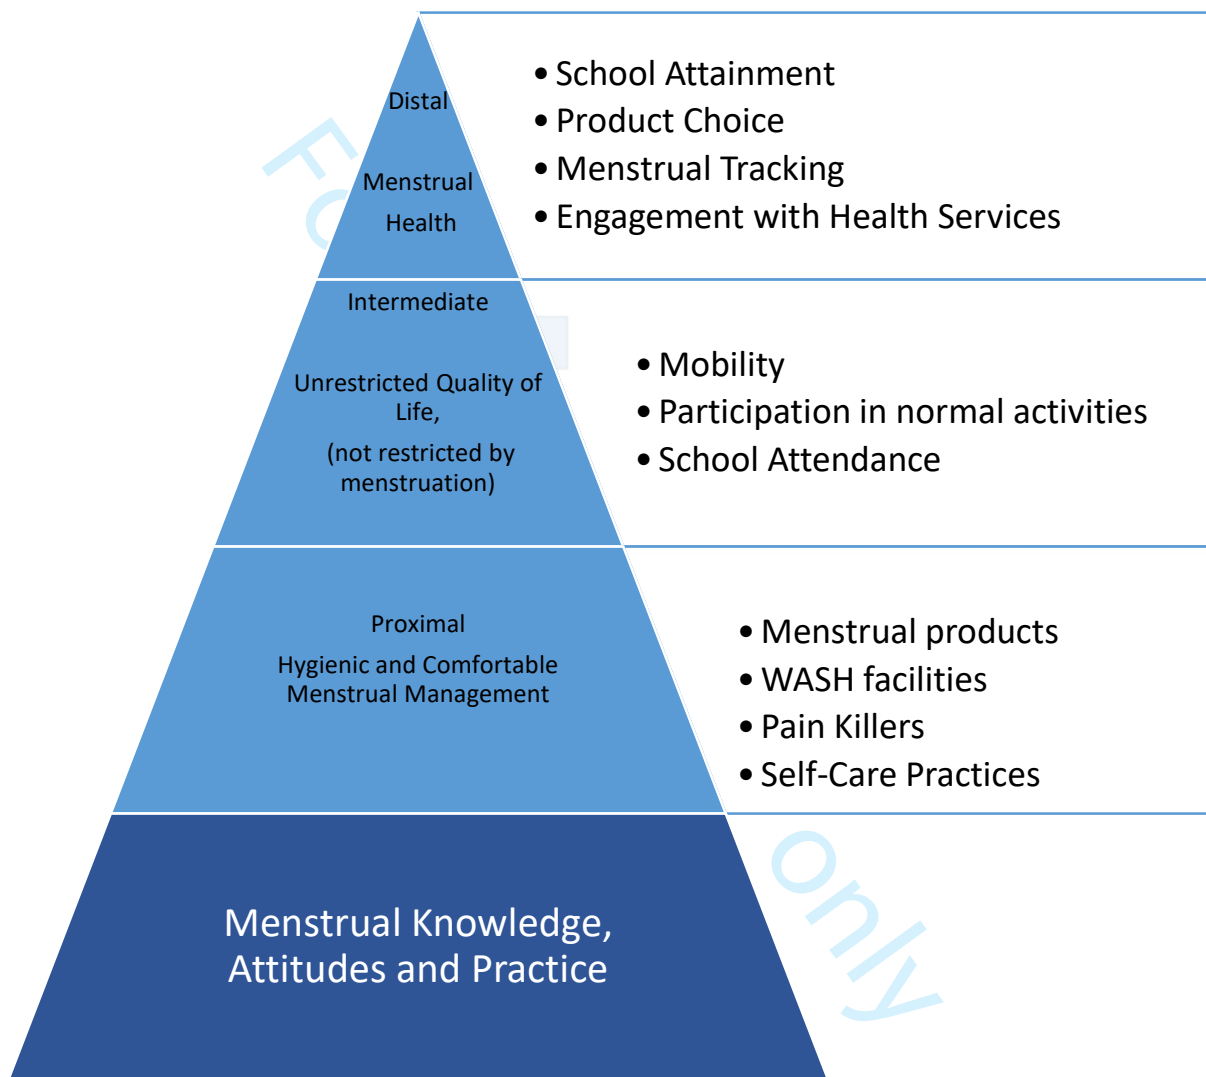 Distal
Menstrual
Health
• School Attainment
• Product Choice
• Menstrual Tracking
• Engagement with Health Services
Intermediate
Unrestricted Quality of
Life,
(not restricted by
menstruation)
• Mobility
• Participation in normal activities
• School Attendance
Proximal
Hygienic and Comfortable
Menstrual Management
• Menstrual products
• WASH facilities
• Pain Killers
• Self-Care Practices
Menstrual Knowledge,
Attitudes and Practice
only